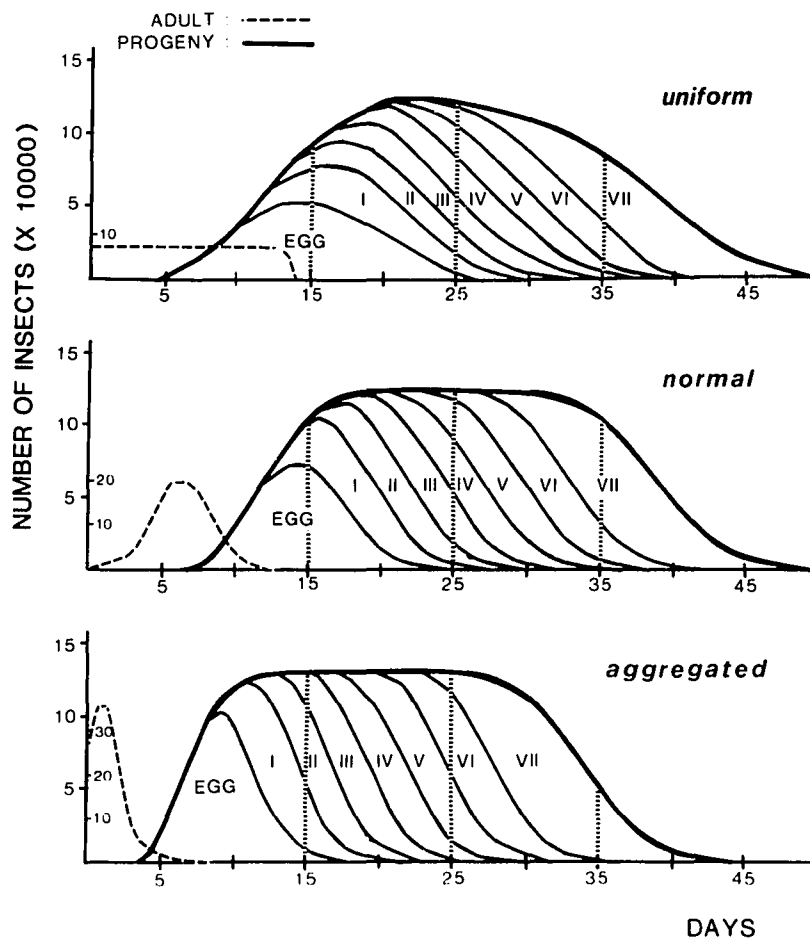 ADULT :
PROGENY :
NUMBER OF INSECTS (X 10000)
uniform
15
10
5
10
EGG I II III IV V VI VII
5 15 25 35 45
normal
15
10
5
20
10
EGG I II III IV V VI VII
5 15 25 35 45
aggregated
15
10
5
30
20
10
EGG I II III IV V VI VII
5 15 25 35 45
DAYS